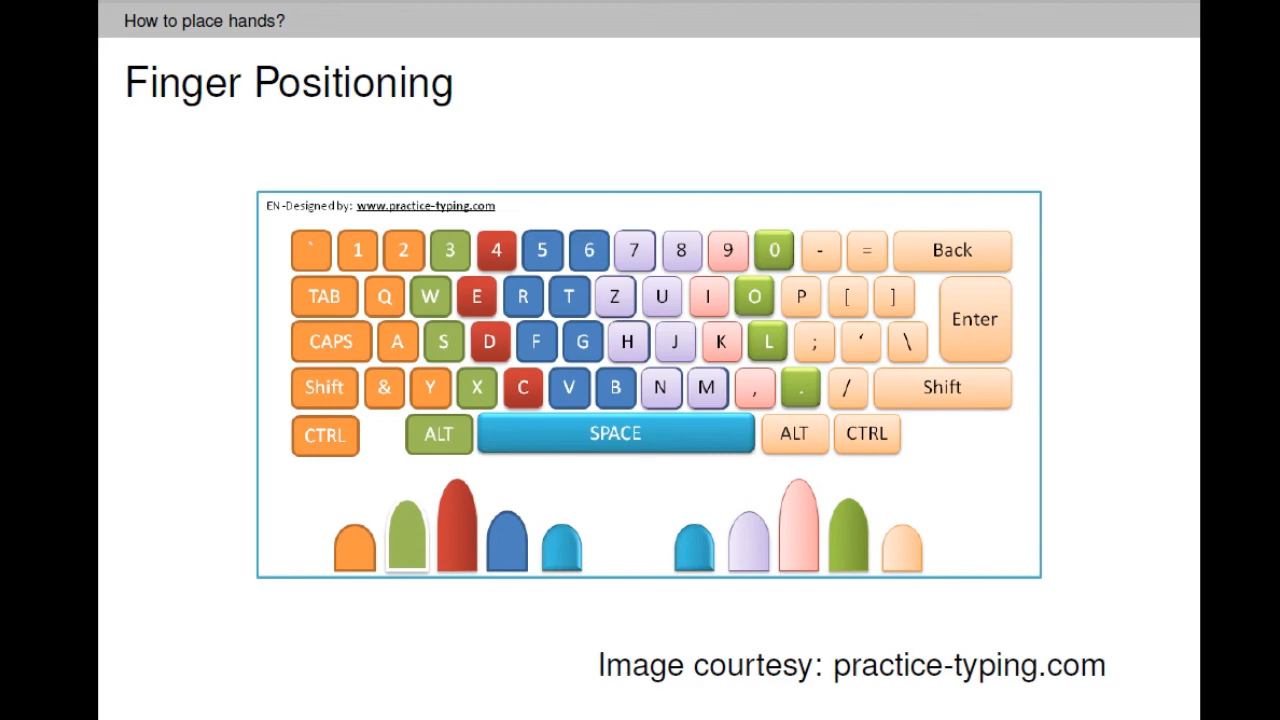 How to place hands?
Finger Positioning
EN-Designed by: www.practice-typing.com
` 1 2 3 4 5 6 7 8 9 0 - = Back
TAB Q W E R T Z U I O P [ ]
Enter
CAPS A S D F G H J K L ; ‘ \
Shift & Y X C V B N M , . / Shift
CTRL ALT SPACE ALT CTRL
Image courtesy: practice-typing.com